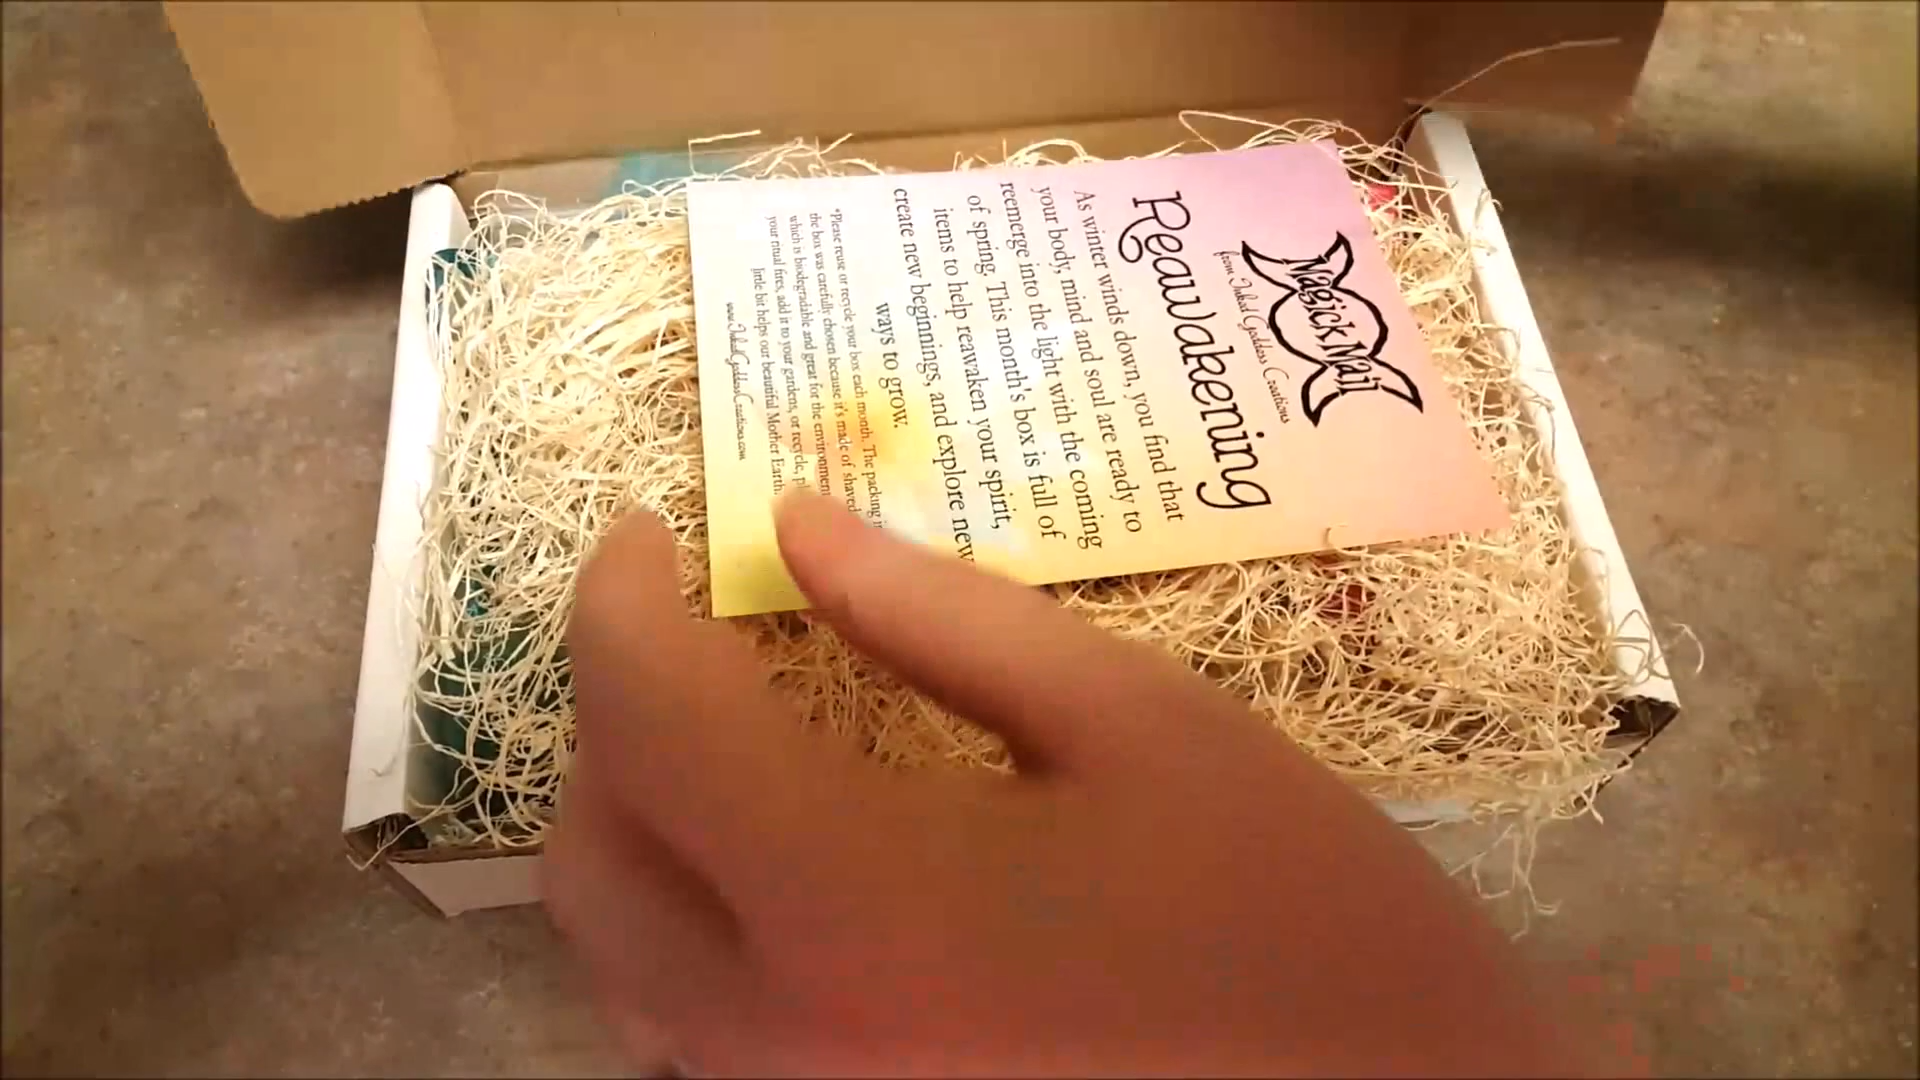 Magick Mail
from Inked Goddess Creations
Reawakening
As winter winds down, you find that
your body, mind and soul are ready to
reemerge into the light with the coming
of spring. This month's box is full of
items to help reawaken your spirit,
create new beginnings, and explore new
ways to grow.
*Please reuse or recycle your box each month. The packing in
the box was carefully chosen because it's made of shaved
which is biodegradable and great for the environment
your ritual fires, add it to your gardens, or recycle,
little bit helps our beautiful Mother Earth.
www.InkedGoddessCreations.com